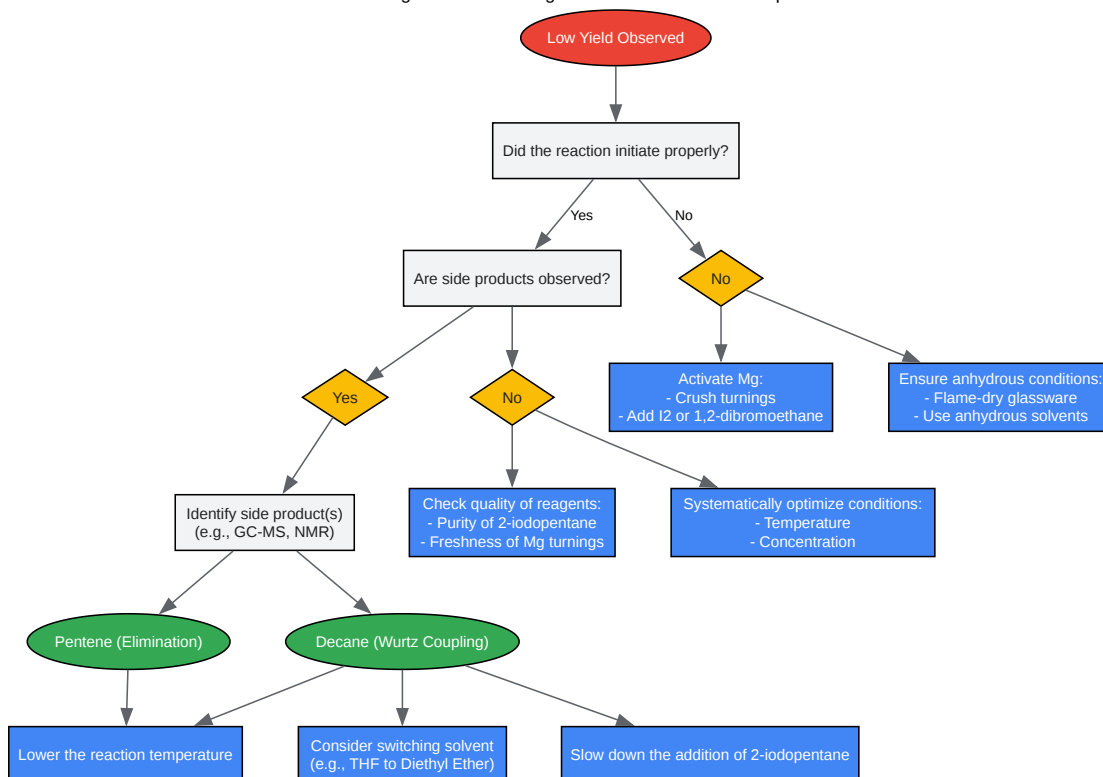 Low Yield Observed
Did the reaction initiate properly?
Yes
No
Are side products observed?
No
Yes
No
Activate Mg:
- Crush turnings
- Add I2 or 1,2-dibromoethane
Ensure anhydrous conditions:
- Flame-dry glassware
- Use anhydrous solvents
Identify side product(s)
(e.g., GC-MS, NMR)
Check quality of reagents:
- Purity of 2-iodopentane
- Freshness of Mg turnings
Systematically optimize conditions:
- Temperature
- Concentration
Pentene (Elimination)
Decane (Wurtz Coupling)
Lower the reaction temperature
Consider switching solvent
(e.g., THF to Diethyl Ether)
Slow down the addition of 2-iodopentane